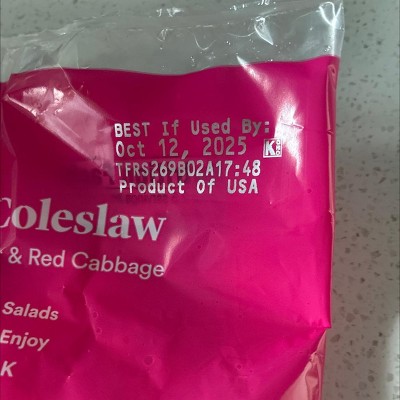 BEST If Used By:
Oct 12, 2025 K
TFRS269B02A17:48
Product Of USA
Coleslaw
& Red Cabbage
Salads
Enjoy
K